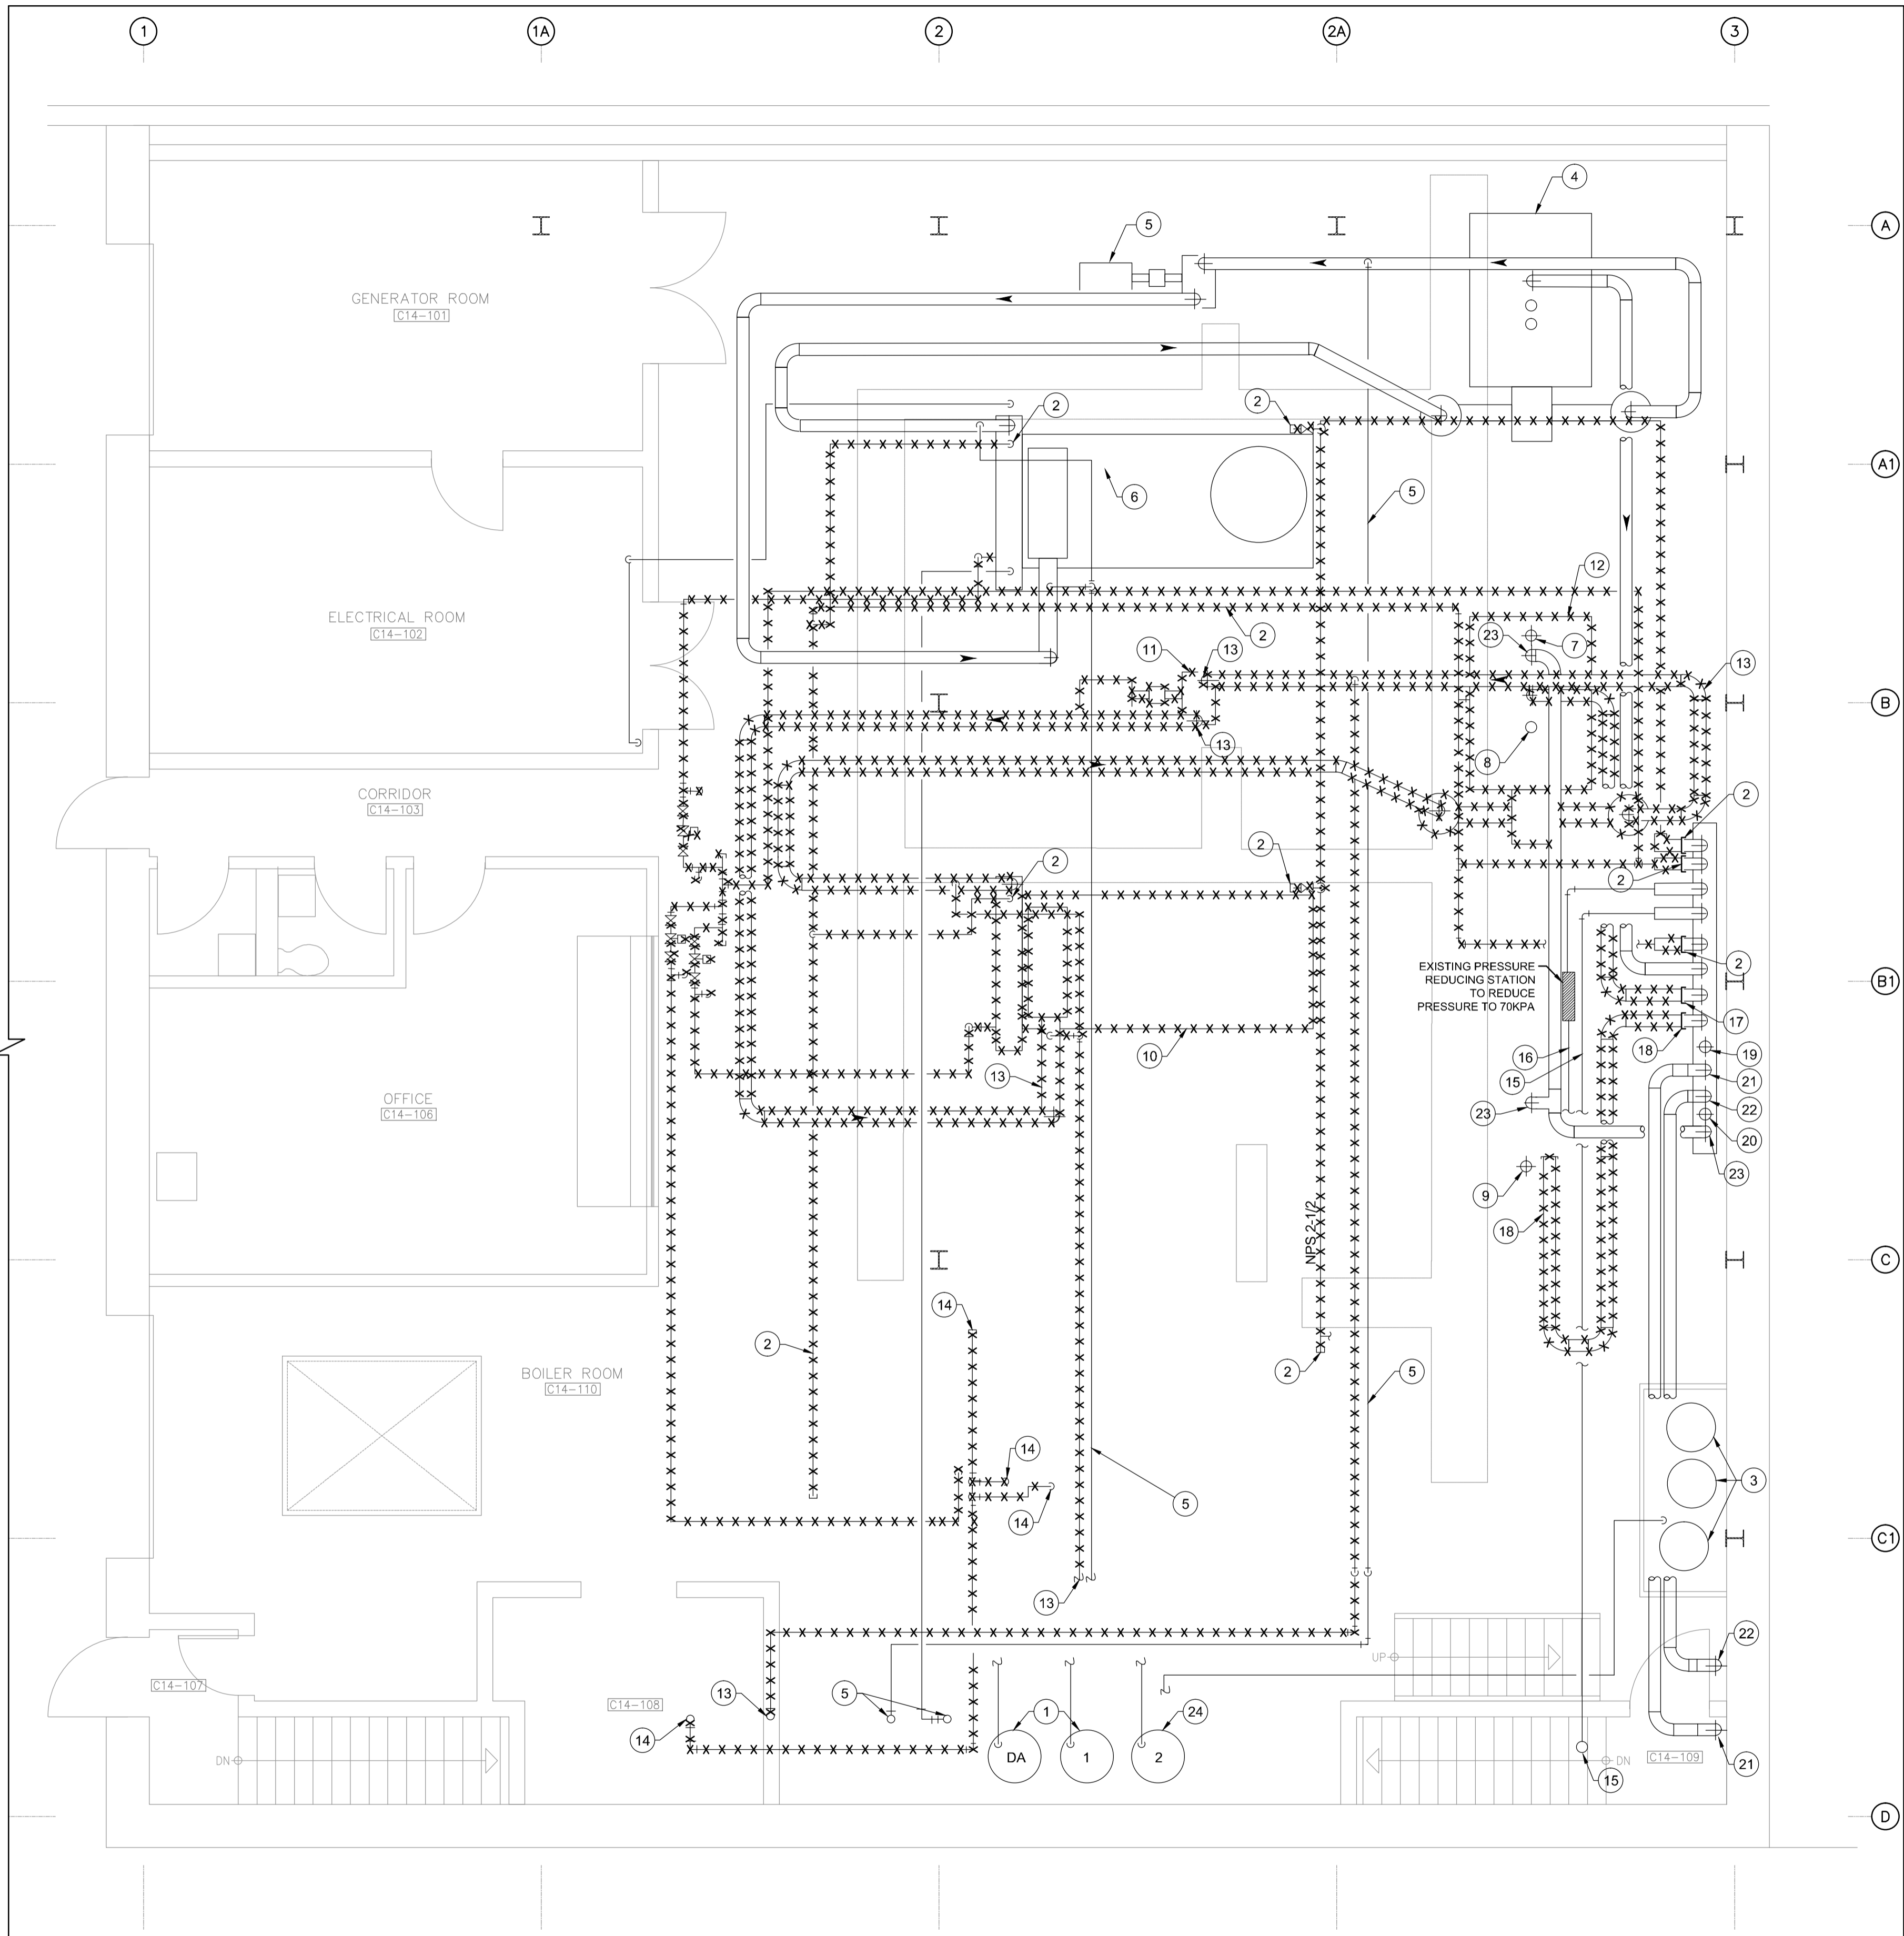 1
1A
2
2A
3
4
A
5
GENERATOR ROOM
C14-101
2
2
A1
6
5
12
ELECTRICAL ROOM
C14-102
2
23
7
11
13
13
B
13
8
CORRIDOR
C14-103
2
2
2
2
2
EXISTING PRESSURE
REDUCING STATION
TO REDUCE
PRESSURE TO 70KPA
B1
17
10
16
18
19
13
15
21
OFFICE
C14-106
23
22
20
23
9
NPS 2-1/2
18
C
14
2
2
5
BOILER ROOM
C14-110
14
3
5
14
C1
13
22
UP
C14-107
13
5
C14-108
1
24
14
DN
DA
1
2
DN
C14-109
21
15
D